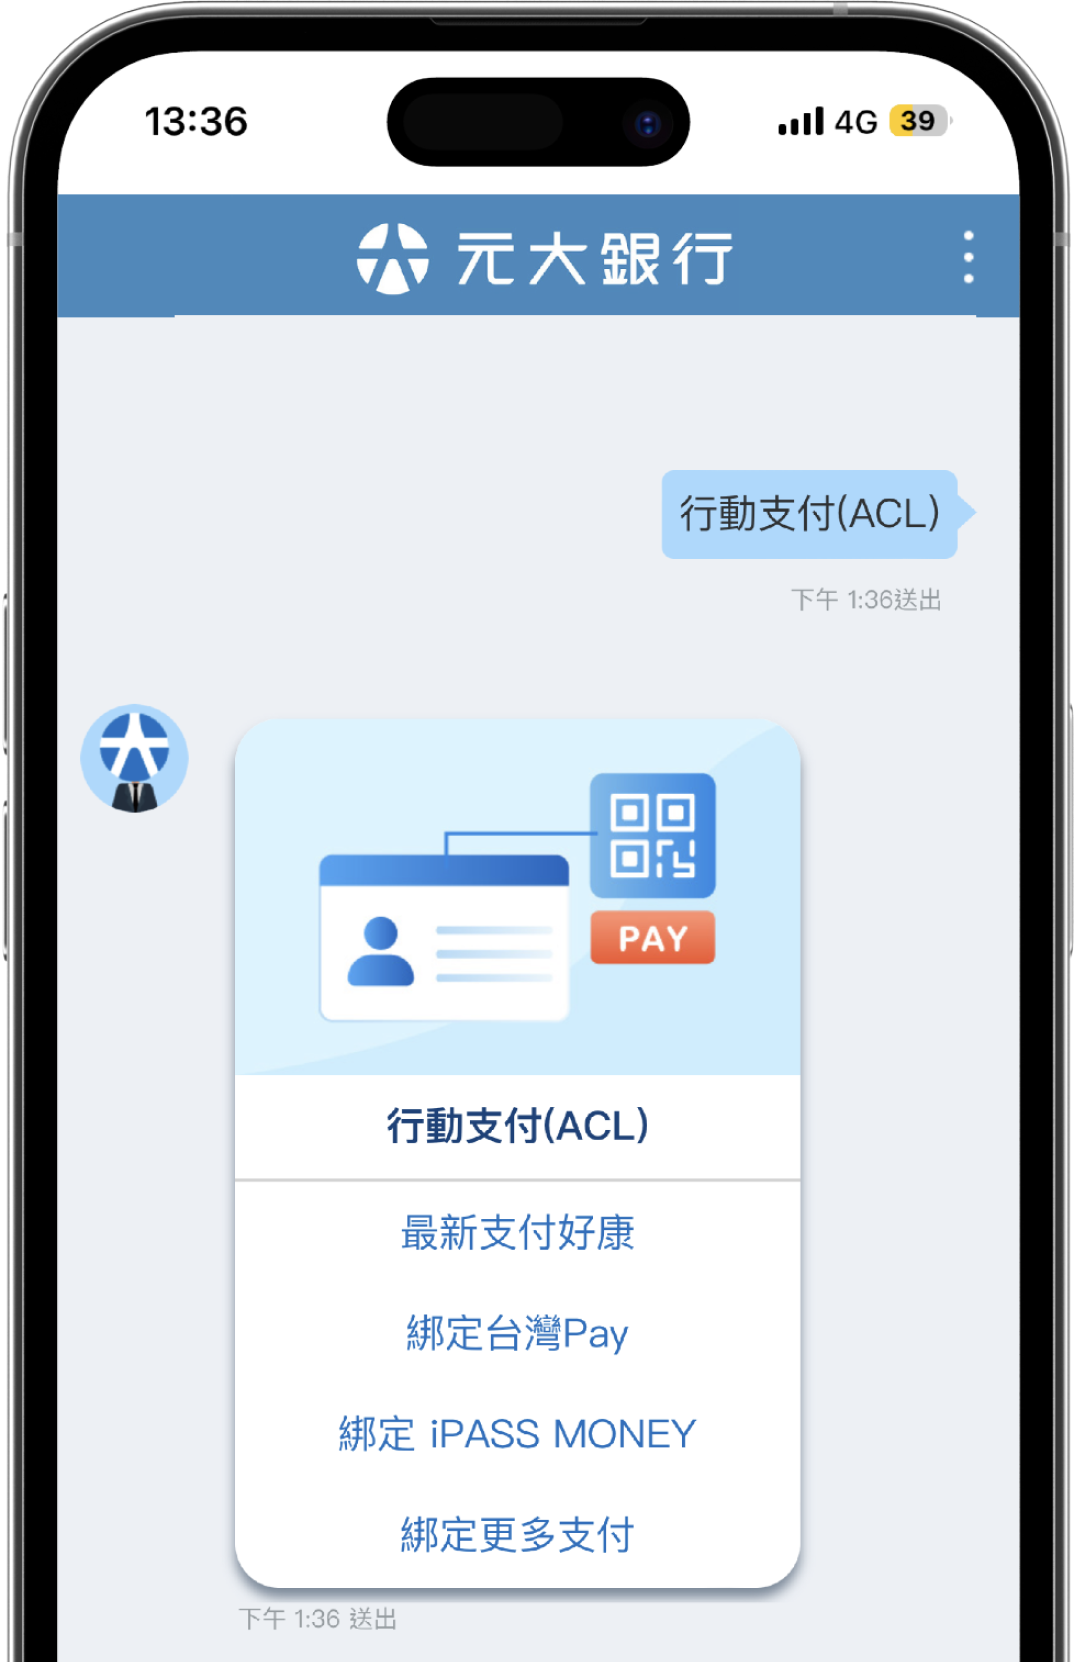 13:36
4G 39
元大銀行
行動支付(ACL)
下午 1:36送出
PAY
行動支付(ACL)
最新支付好康
綁定台灣Pay
綁定 iPASS MONEY
綁定更多支付
下午 1:36 送出